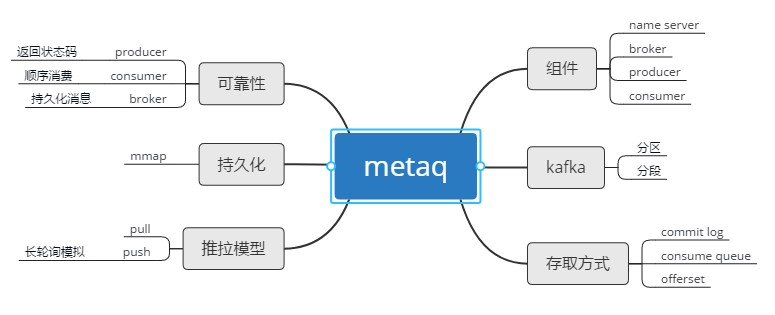 metaq
可靠性
producer
返回状态码
consumer
顺序消费
broker
持久化消息
持久化
mmap
推拉模型
pull
push
长轮询模拟
组件
name server
broker
producer
consumer
kafka
分区
分段
存取方式
commit log
consume queue
offerset